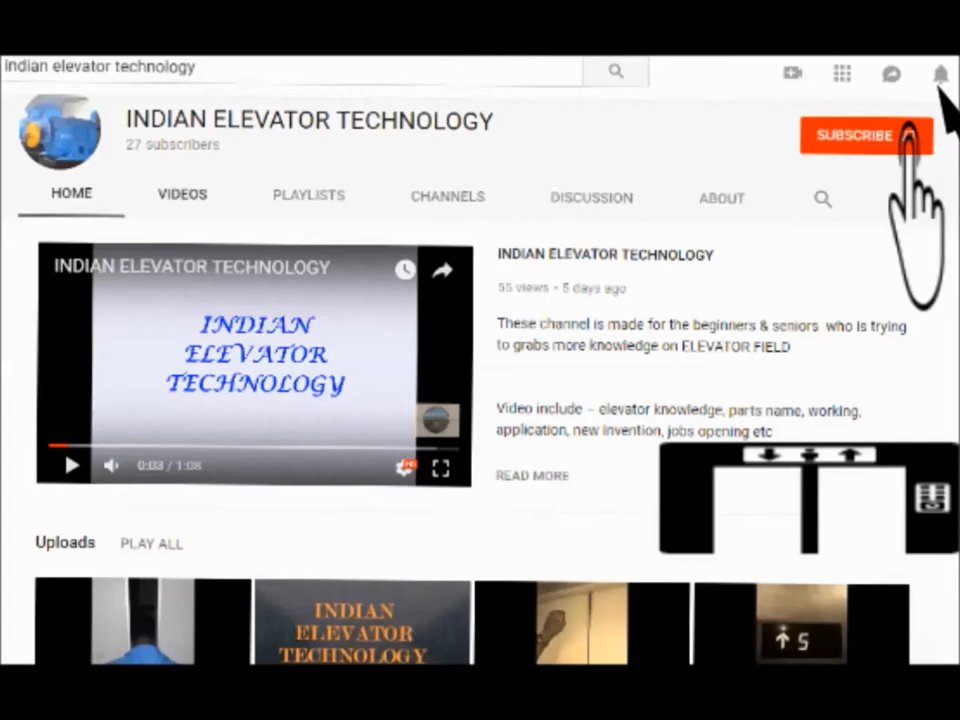 Indian elevator technology
INDIAN ELEVATOR TECHNOLOGY
27 subscribers
SUBSCRIBE
HOME VIDEOS PLAYLISTS CHANNELS DISCUSSION ABOUT
INDIAN ELEVATOR TECHNOLOGY
INDIAN
ELEVATOR
TECHNOLOGY
0:03 / 1:08
INDIAN ELEVATOR TECHNOLOGY
55 views • 5 days ago
These channel is made for the beginners & seniors who is trying
to grabs more knowledge on ELEVATOR FIELD
Video include – elevator knowledge, parts name, working,
application, new invention, jobs opening etc
READ MORE
Uploads PLAY ALL
INDIAN
ELEVATOR
TECHNOLOGY
5